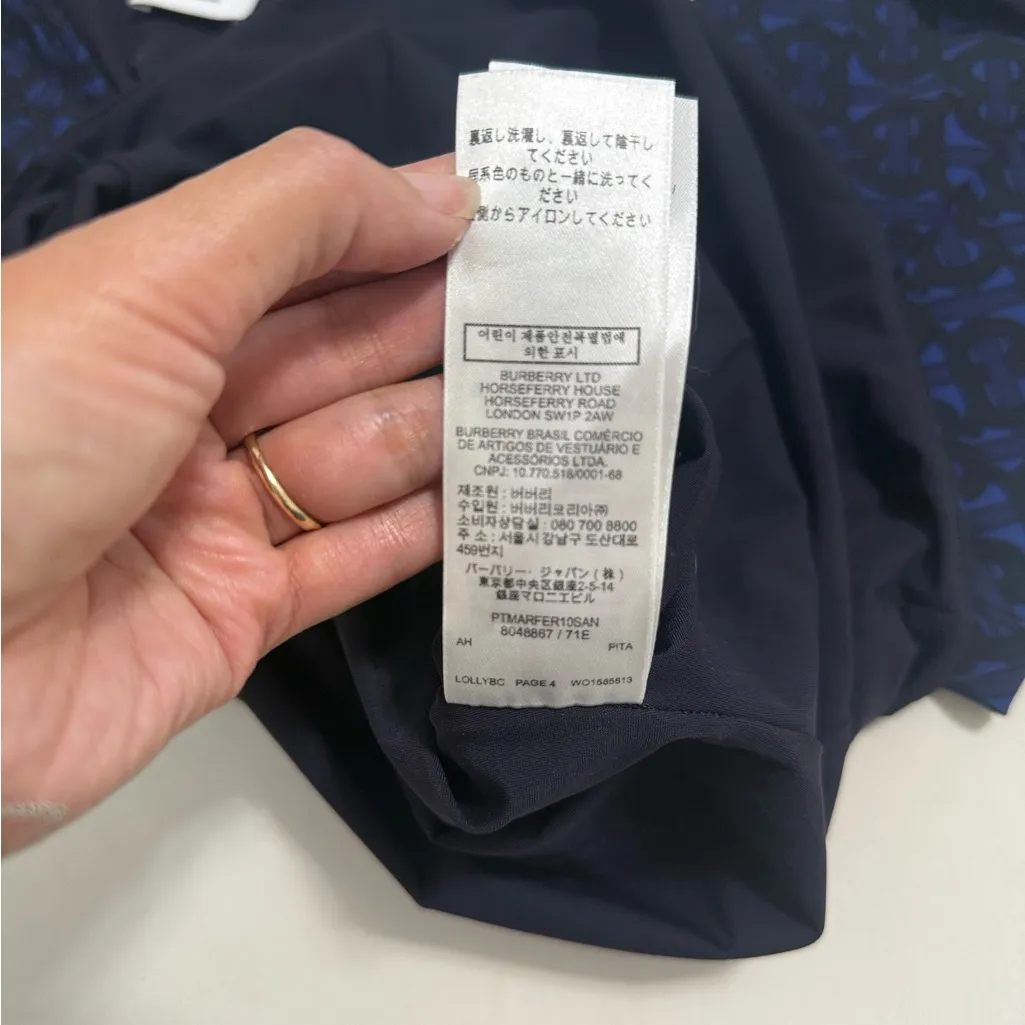 裏返し洗濯し、裏返して陰干し
てください
系色のものと一緒に洗ってく
ださい
側からアイロンしてください
어린이 제품안전특별법에
의한 표시
BURBERRY LTD
HORSEFERRY HOUSE
HORSEFERRY ROAD
LONDON SW1P 2AW
BURBERRY BRASIL COMÉRCIO
DE ARTIGOS DE VESTUÁRIO E
ACESSÓRIOS LTDA.
CNPJ: 10.770.518/0001-68
제조원 : 버버리
수입원 : 버버리코리아㈜
소비자상담실 : 080 700 8800
주 소 : 서울시 강남구 도산대로
459번지
バーバリー・ジャパン(株)
東京都中央区銀座2-5-14
銀座マロニエビル
PTMARFER10SAN
8048867 / 71E
AH PITA
LOLLYBC PAGE 4 WO1585513